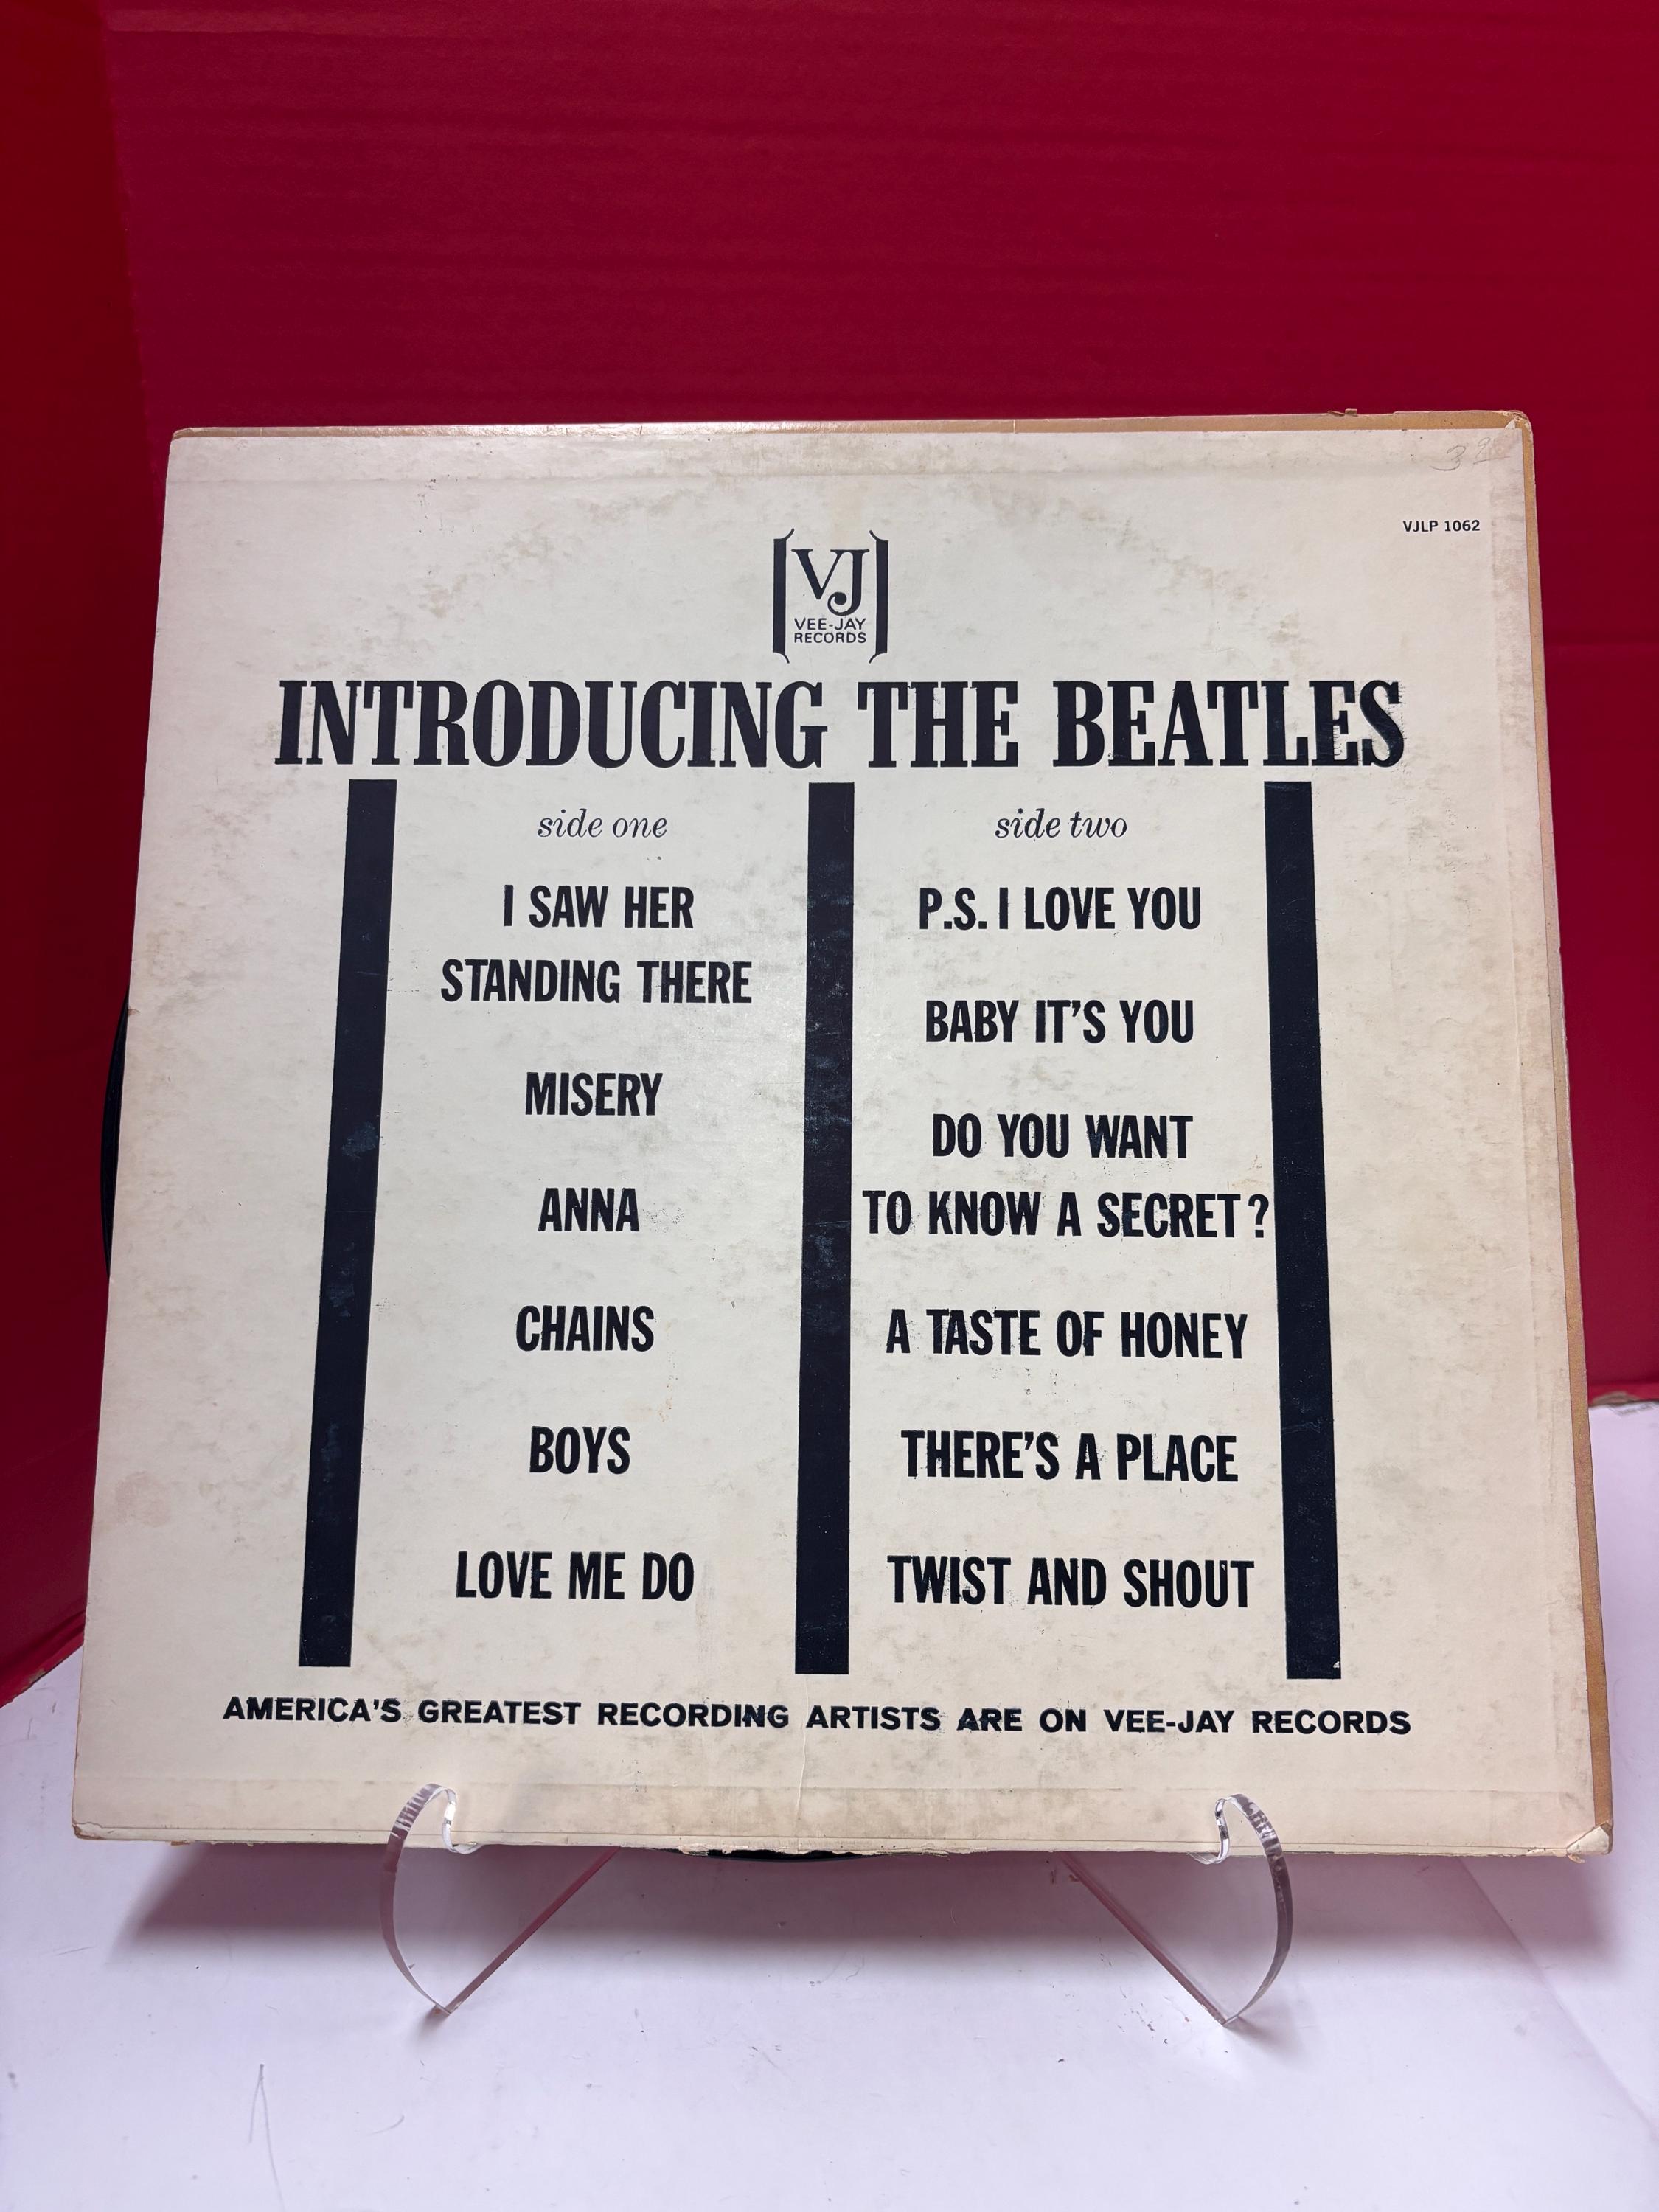 39
VJLP 1062
VJ
VEE-JAY
RECORDS
INTRODUCING THE BEATLES
side one
I SAW HER
STANDING THERE
MISERY
ANNA
CHAINS
BOYS
LOVE ME DO
side two
P.S. I LOVE YOU
BABY IT'S YOU
DO YOU WANT
TO KNOW A SECRET?
A TASTE OF HONEY
THERE'S A PLACE
TWIST AND SHOUT
AMERICA'S GREATEST RECORDING ARTISTS ARE ON VEE-JAY RECORDS